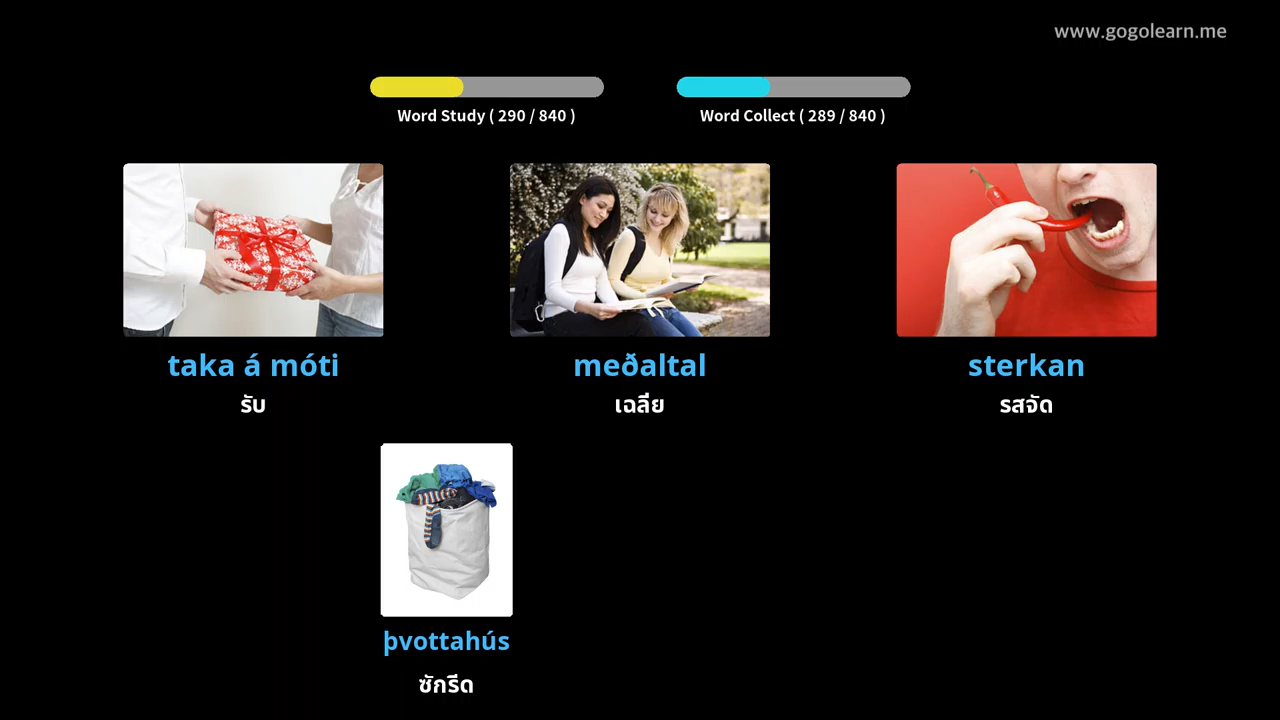 www.gogolearn.me
Word Study ( 290 / 840 )
Word Collect ( 289 / 840 )
taka á móti
รับ
meðaltal
เฉลี่ย
sterkan
รสจัด
þvottahús
ซักรีด